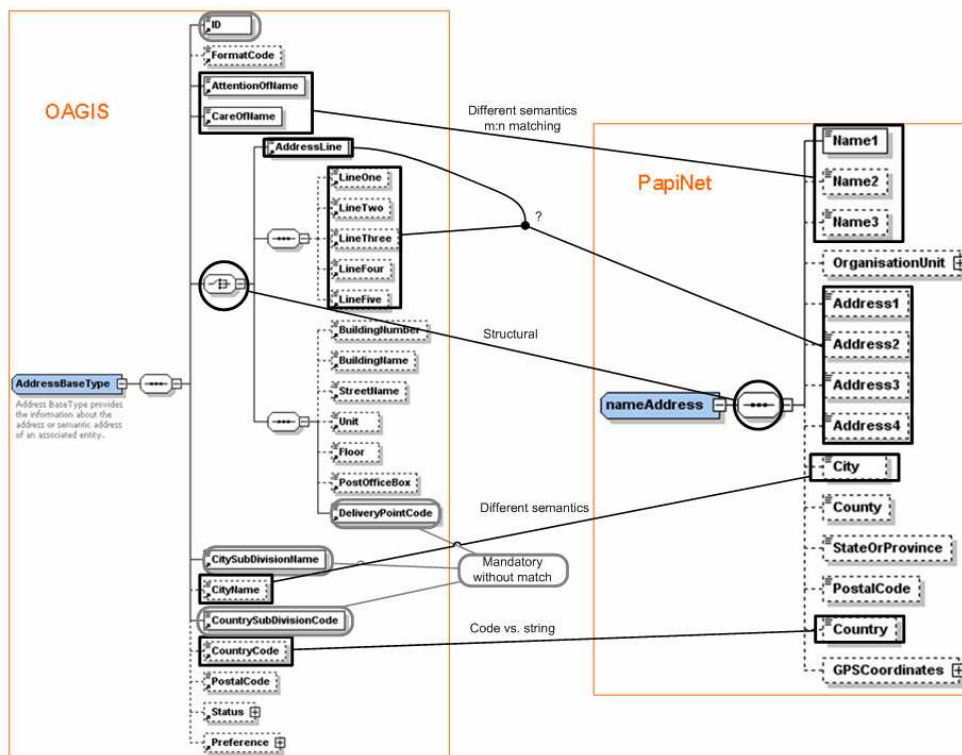 OAGIS
ID
FormatCode
AttentionOfName
CareOfName
AddressLine
LineOne
LineTwo
LineThree
LineFour
LineFive
BuildingNumber
BuildingName
StreetName
Unit
Floor
PostOfficeBox
DeliveryPointCode
AddressBaseType
Address BaseType provides
the information about the
address or semantic address
of an associated entity..
CitySubDivisionName
CityName
CountrySubDivisionCode
CountryCode
PostalCode
Status
Preference
Different semantics
m:n matching
?
Structural
Different semantics
Mandatory
without match
Code vs. string
PapiNet
Name1
Name2
Name3
OrganisationUnit
Address1
Address2
Address3
Address4
nameAddress
City
County
StateOrProvince
PostalCode
Country
GPSCoordinates